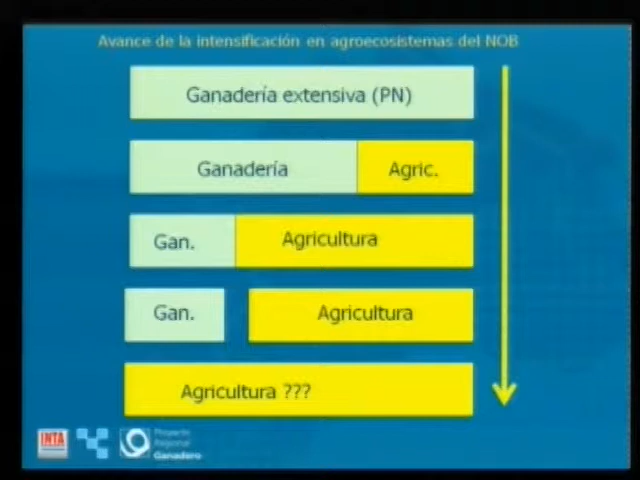 Avance de la intensificación en agroecosistemas del NOB
Ganadería extensiva (PN)
Ganadería Agric.
Gan. Agricultura
Gan. Agricultura
Agricultura ???
INTA
Proyecto
Regional
Ganadero